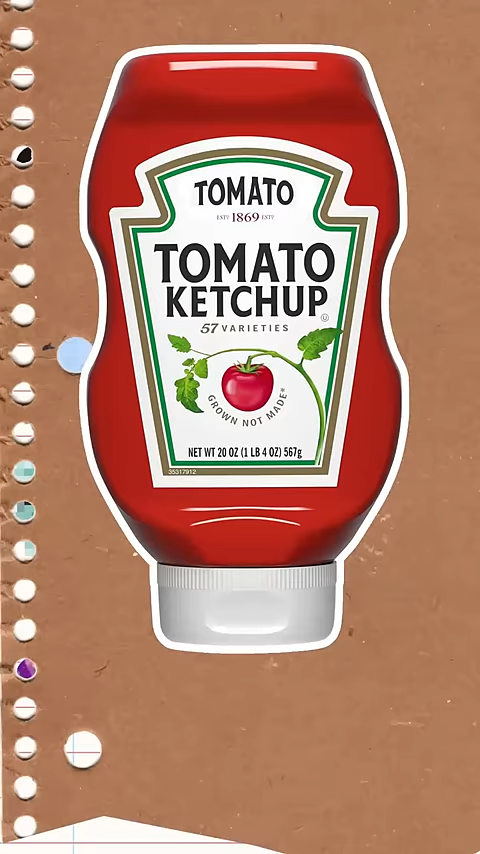 TOMATO
ESTD 1869 ESTD
TOMATO
KETCHUP
57 VARIETIES
GROWN NOT MADE®
NET WT 20 OZ (1 LB 4 OZ) 567g
35317912